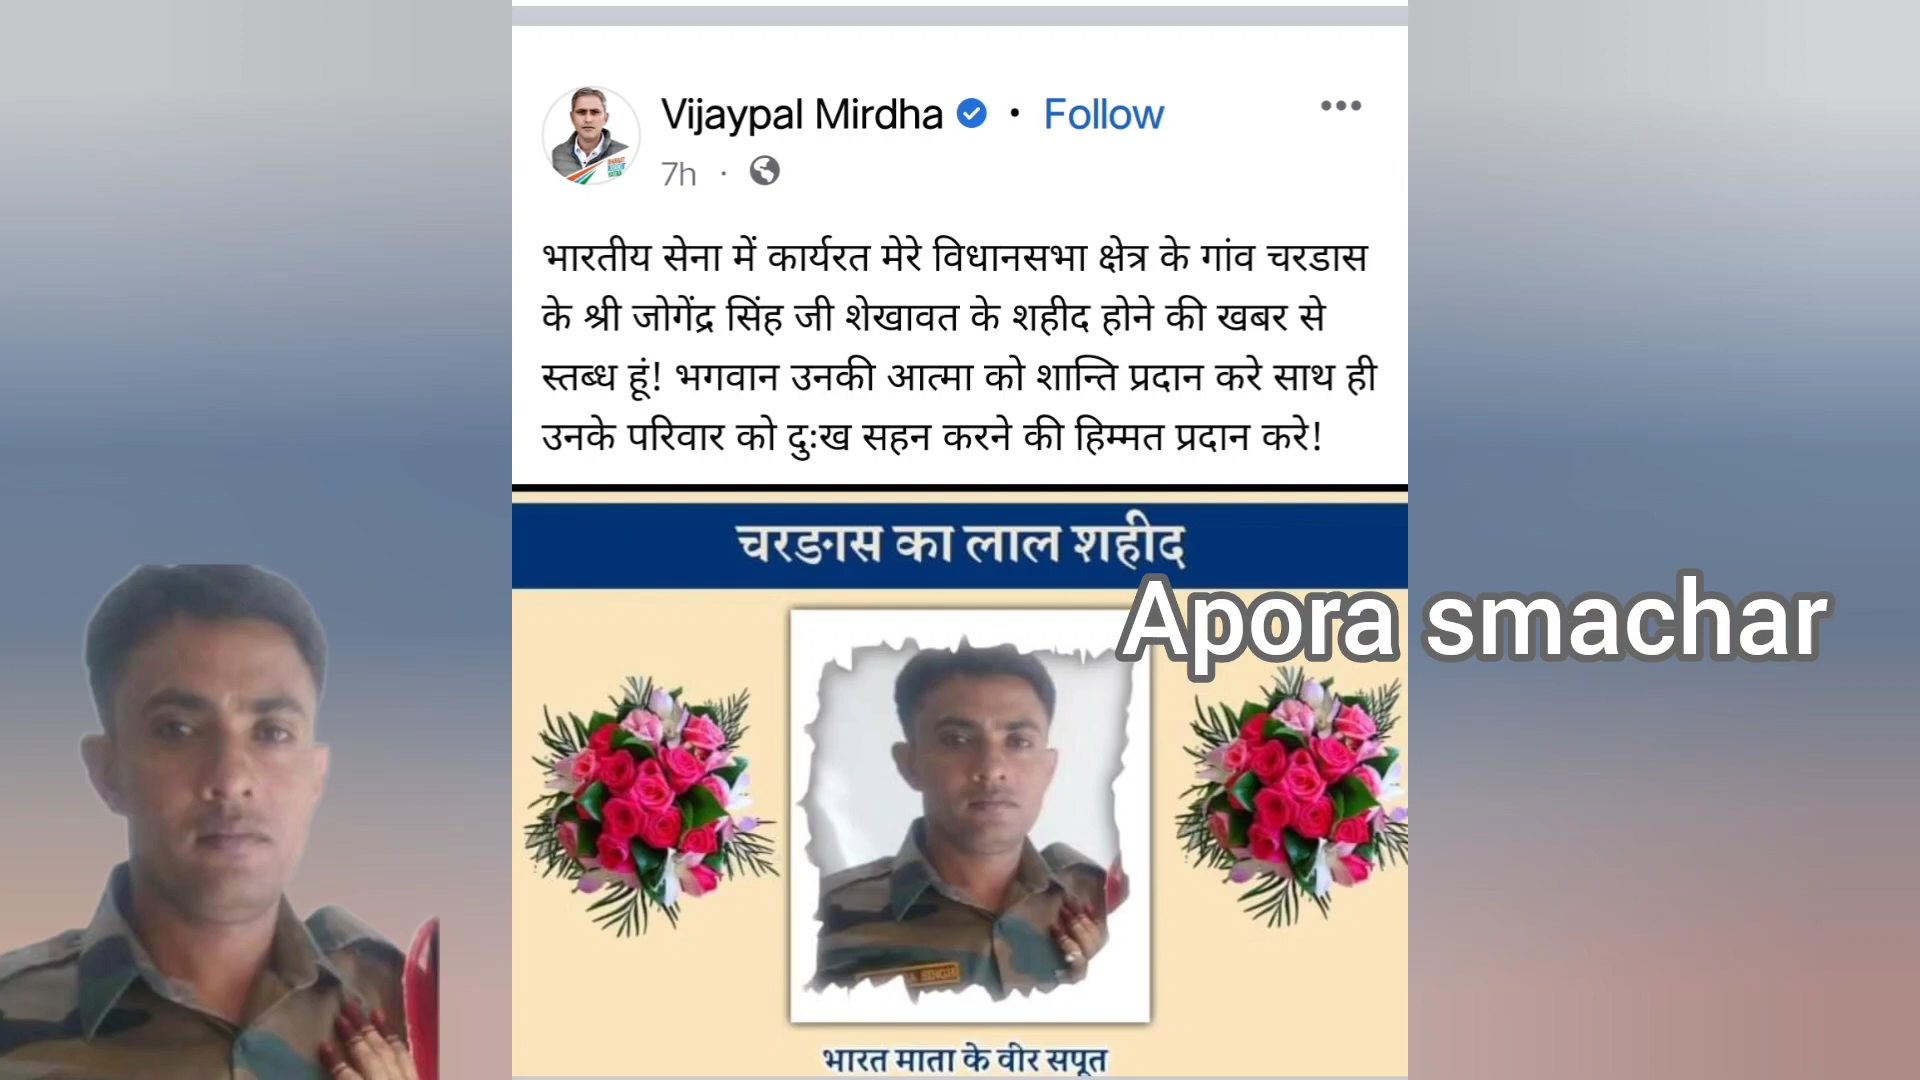 Vijaypal Mirdha • Follow
7h ·
भारतीय सेना में कार्यरत मेरे विधानसभा क्षेत्र के गांव चरडास
के श्री जोगेंद्र सिंह जी शेखावत के शहीद होने की खबर से
स्तब्ध हूं! भगवान उनकी आत्मा को शान्ति प्रदान करे साथ ही
उनके परिवार को दुःख सहन करने की हिम्मत प्रदान करे!
चरडास का लाल शहीद
Apora smachar
भारत माता के वीर सपूत